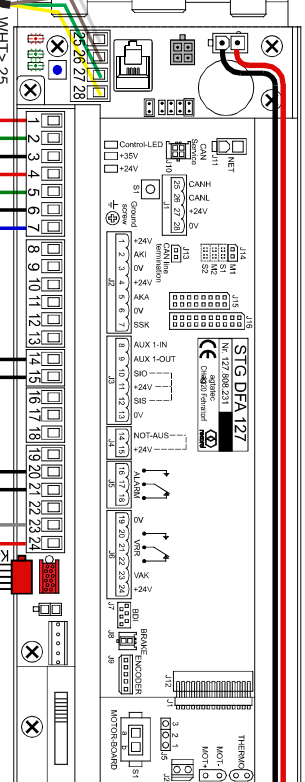 WHT> 25
25
26
27
28
1
2
3
4
5
6
7
8
9
10
11
12
13
14
15
16
17
18
19
20
21
22
23
24
Control-LED
+35V
+24V
S1
Ground
screw
J10
CAN
Service
J11
NET
J1
25
26
27
28
CANH
CANL
+24V
0V
J13
CAN line
termination
J14
M1
S1
M2
S2
J2
1
2
3
4
5
6
7
+24V
AKI
0V
+24V
AKA
0V
SSK
J15
J16
J3
8
9
10
11
12
13
AUX 1-IN
AUX 1-OUT
SIO
+24V
SIS
0V
STG DFA 127
Nr. 127.808.231
CE
agtatec
CH-8320 Fehraltorf
record
J4
14
15
NOT-AUS
+24V
J5
16
17
18
ALARM
J6
19
20
21
22
23
24
0V
VRR
VAK
+24V
J7
BDI
J8
BRAKE
J9
ENCODER
J12
J1
MOTOR-BOARD
a
b
S1
3 2 1
J5
J2
MOT+
MOT-
THERMO